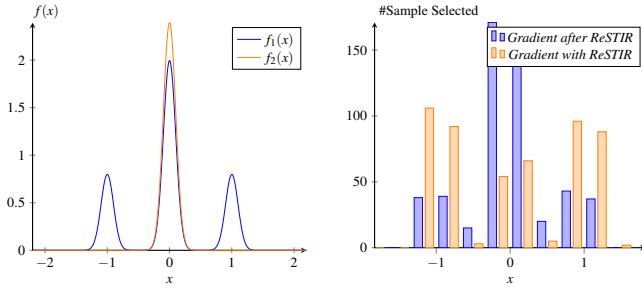 f(x)
f₁(x)
f₂(x)
2
1.5
1
0.5
0
−2 −1 0 1 2
x
#Sample Selected
Gradient after ReSTIR
Gradient with ReSTIR
150
100
50
0
−1 0 1
x